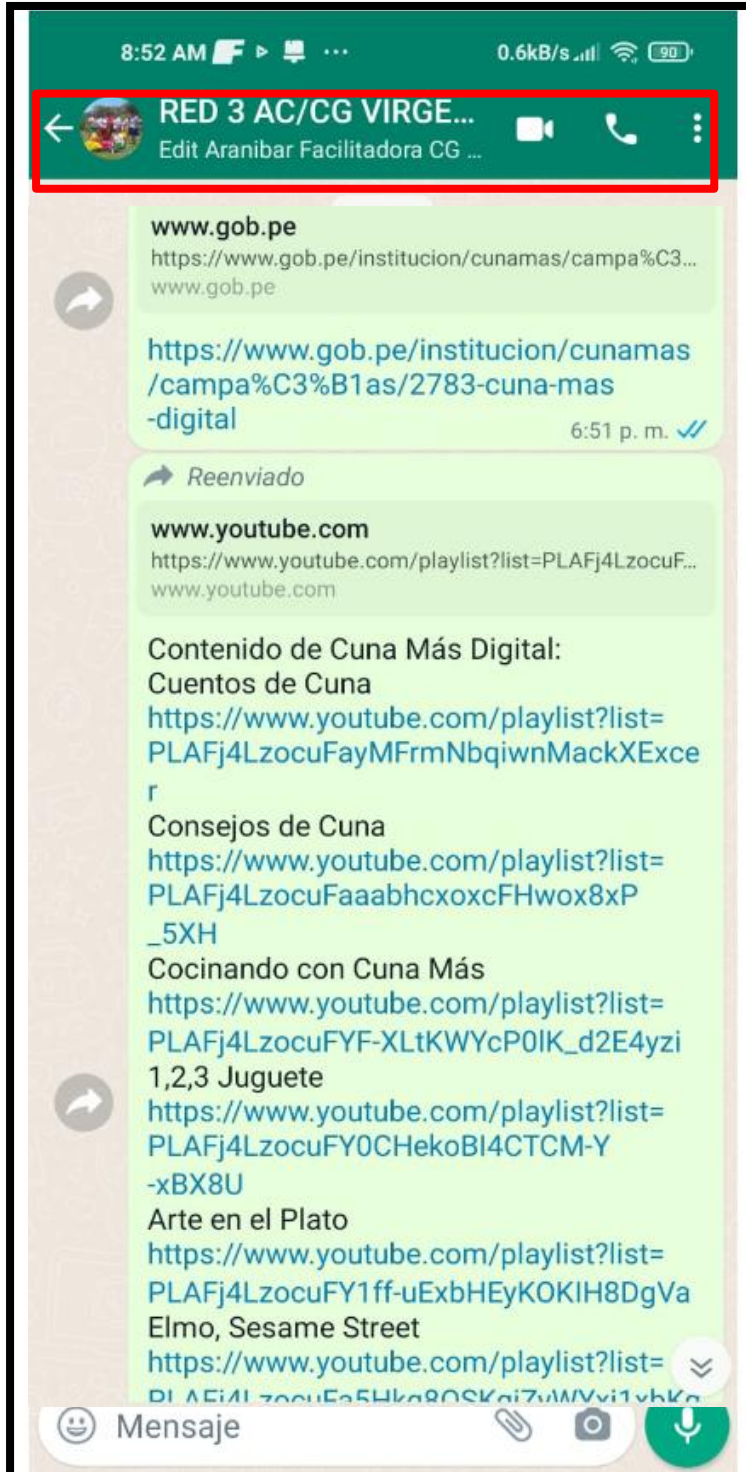 8:52 AM ... 0.6kB/s 90
RED 3 AC/CG VIRGE...
Edit Aranibar Facilitadora CG ...
www.gob.pe
https://www.gob.pe/institucion/cunamas/campa%C3...
www.gob.pe
https://www.gob.pe/institucion/cunamas
/campa%C3%B1as/2783-cuna-mas
-digital
6:51 p. m.
Reenviado
www.youtube.com
https://www.youtube.com/playlist?list=PLAFj4LzocuF...
www.youtube.com
Contenido de Cuna Más Digital:
Cuentos de Cuna
https://www.youtube.com/playlist?list=
PLAFj4LzocuFayMFrmNbqiwnMackXExce
r
Consejos de Cuna
https://www.youtube.com/playlist?list=
PLAFj4LzocuFaaabhcxoxcFHwox8xP
_5XH
Cocinando con Cuna Más
https://www.youtube.com/playlist?list=
PLAFj4LzocuFYF-XLtKWYcP0lK_d2E4yzi
1,2,3 Juguete
https://www.youtube.com/playlist?list=
PLAFj4LzocuFY0CHekoBI4CTCM-Y
-xBX8U
Arte en el Plato
https://www.youtube.com/playlist?list=
PLAFj4LzocuFY1ff-uExbHEyKOKIH8DgVa
Elmo, Sesame Street
https://www.youtube.com/playlist?list=
Mensaje